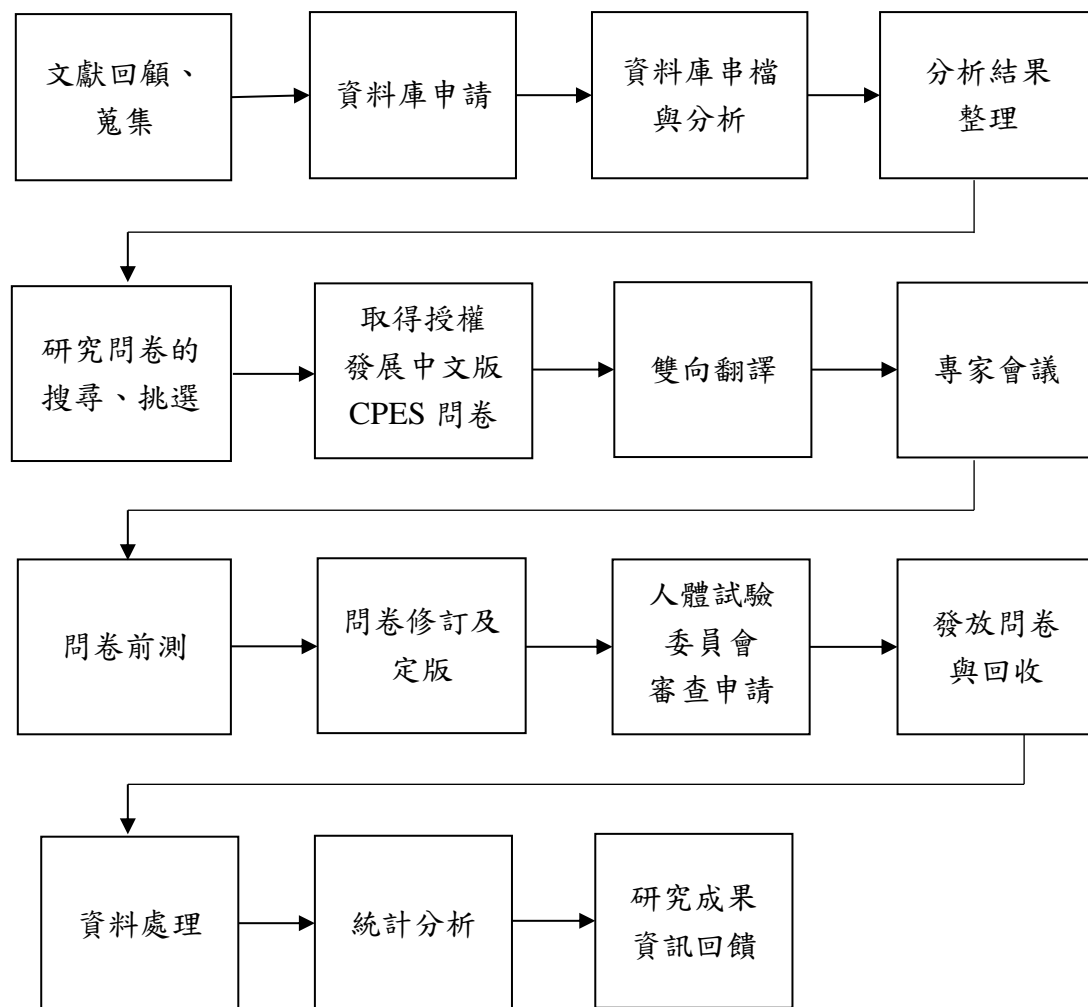 文獻回顧、
蒐集
資料庫申請
資料庫串檔
與分析
分析結果
整理
研究問卷的
搜尋、挑選
取得授權
發展中文版
CPES 問卷
雙向翻譯
專家會議
問卷前測
問卷修訂及
定版
人體試驗
委員會
審查申請
發放問卷
與回收
資料處理
統計分析
研究成果
資訊回饋